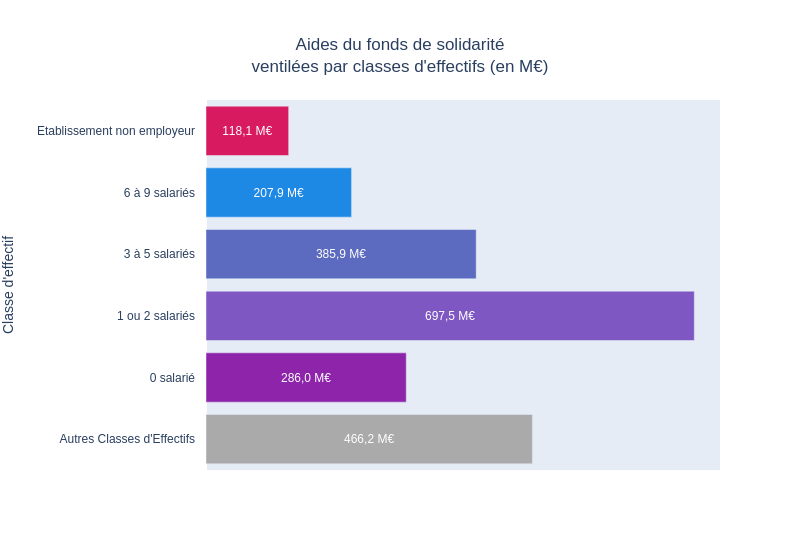 Aides du fonds de solidarité
ventilées par classes d'effectifs (en M€)
Classe d'effectif
Etablissement non employeur
118,1 M€
6 à 9 salariés
207,9 M€
3 à 5 salariés
385,9 M€
1 ou 2 salariés
697,5 M€
0 salarié
286,0 M€
Autres Classes d'Effectifs
466,2 M€